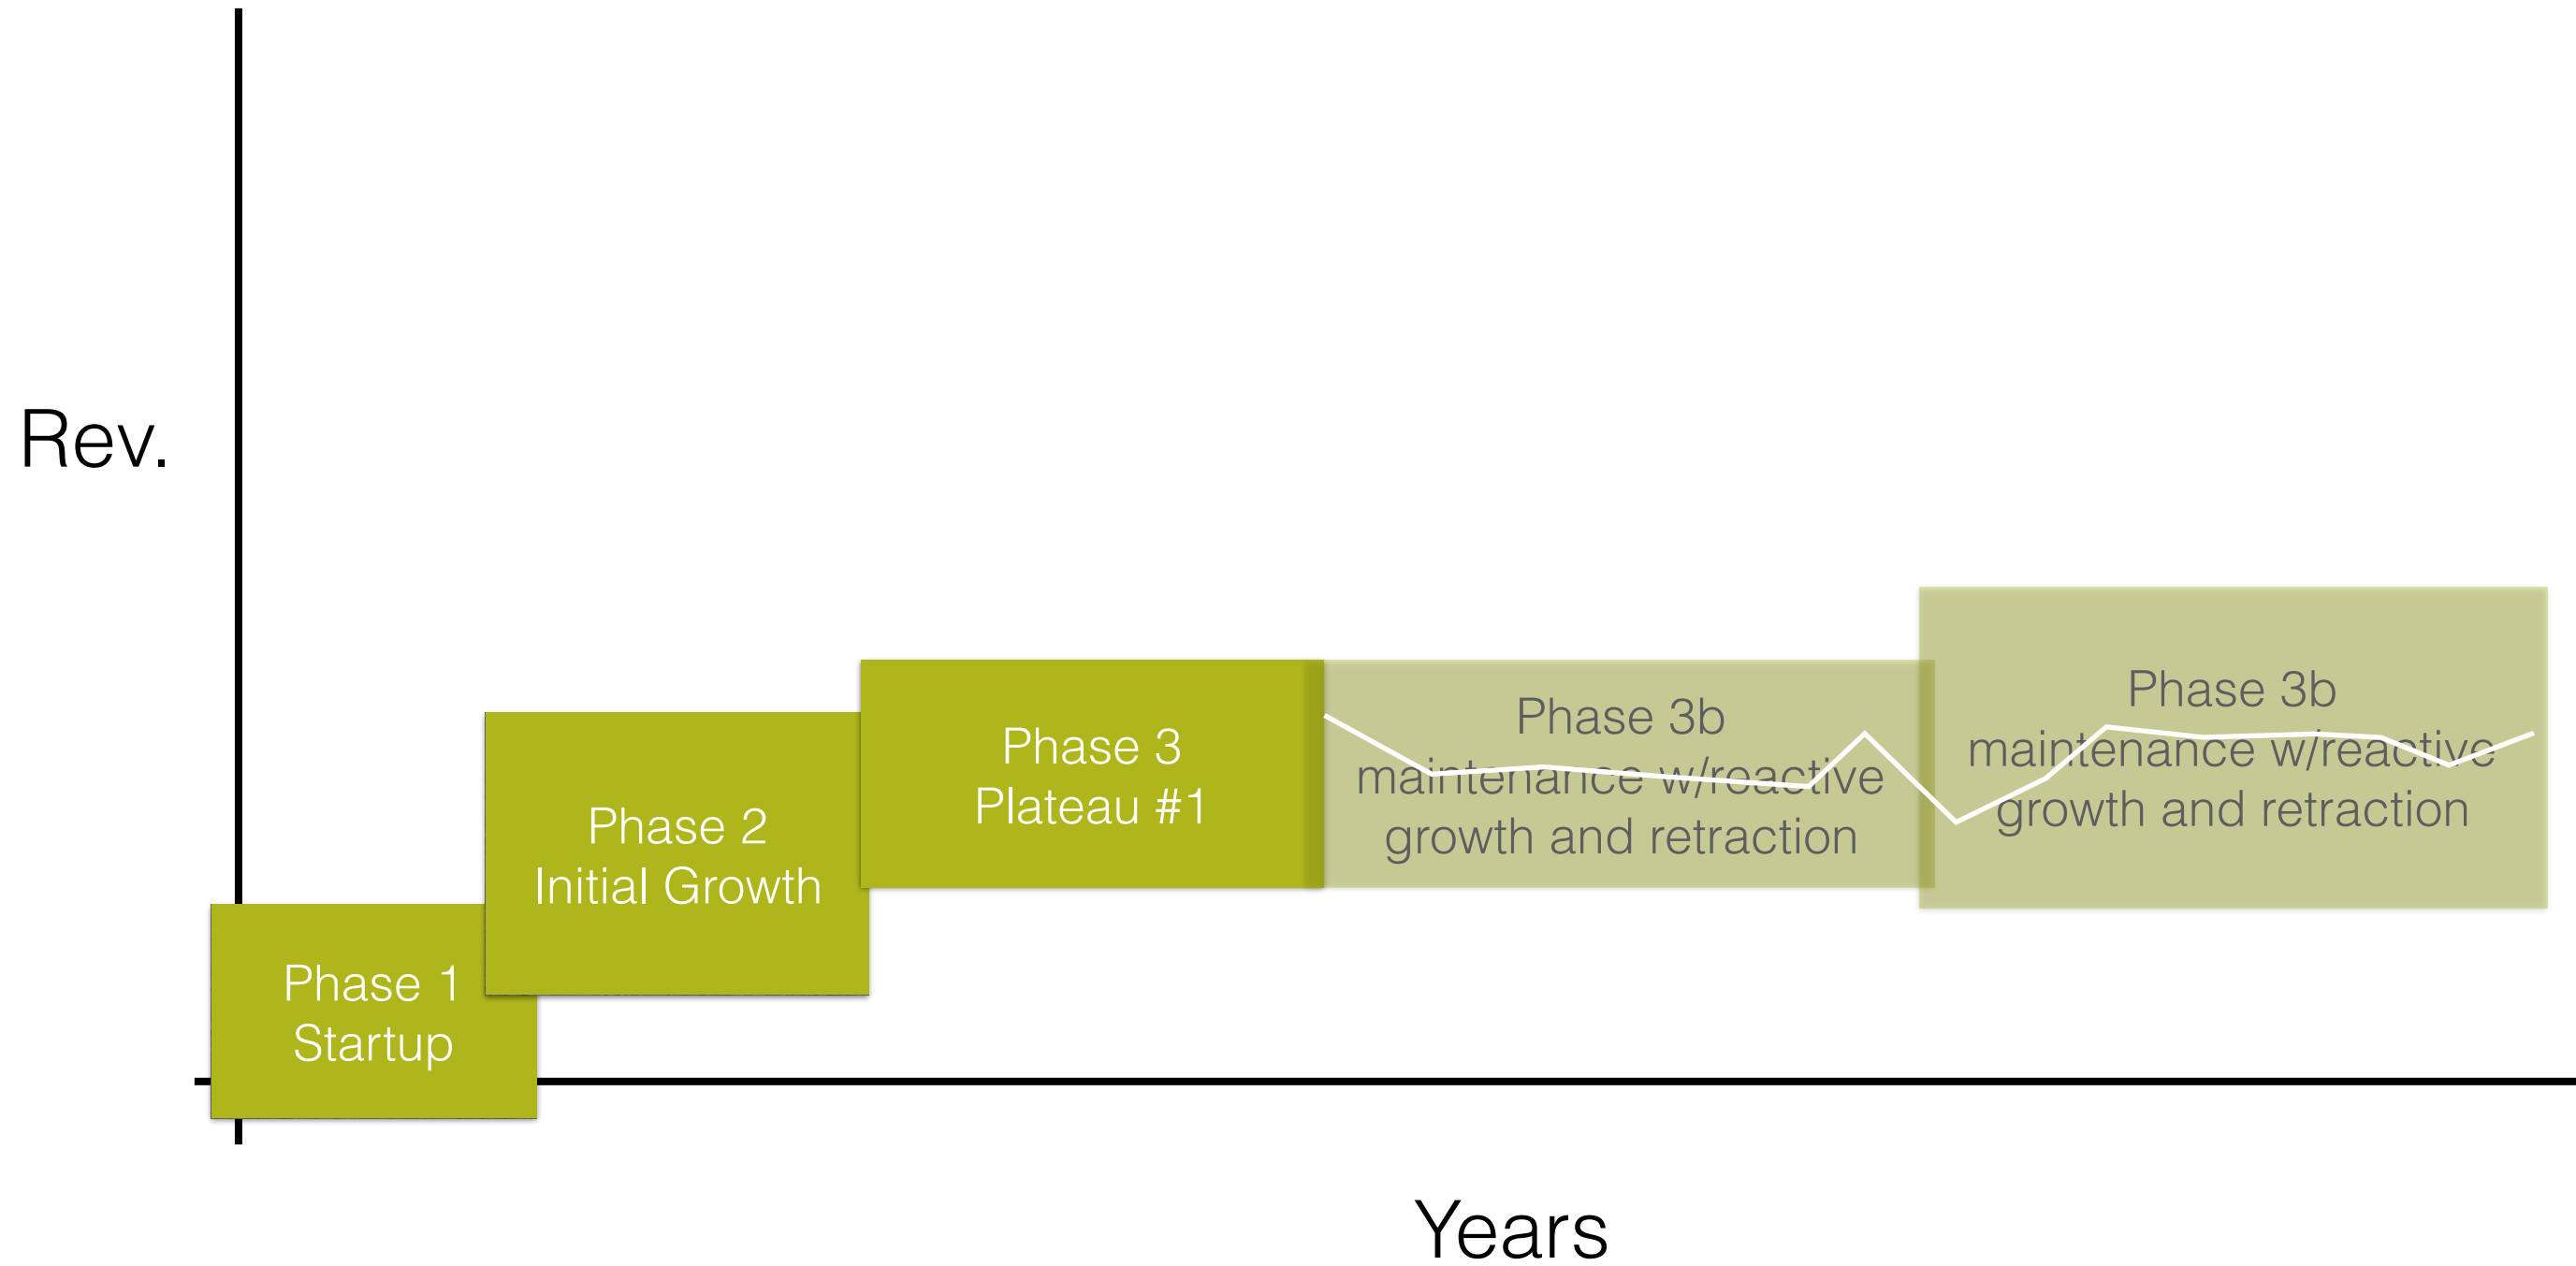 Rev.
Phase 1
Startup
Phase 2
Initial Growth
Phase 3
Plateau #1
Phase 3b
maintenance w/reactive
growth and retraction
Phase 3b
maintenance w/reactive
growth and retraction
Years